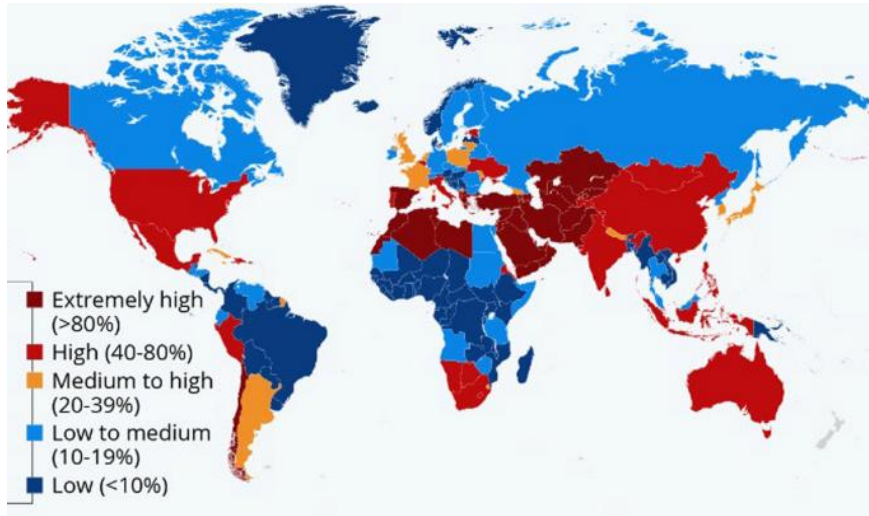 Extremely high
(>80%)
High (40-80%)
Medium to high
(20-39%)
Low to medium
(10-19%)
Low (<10%)